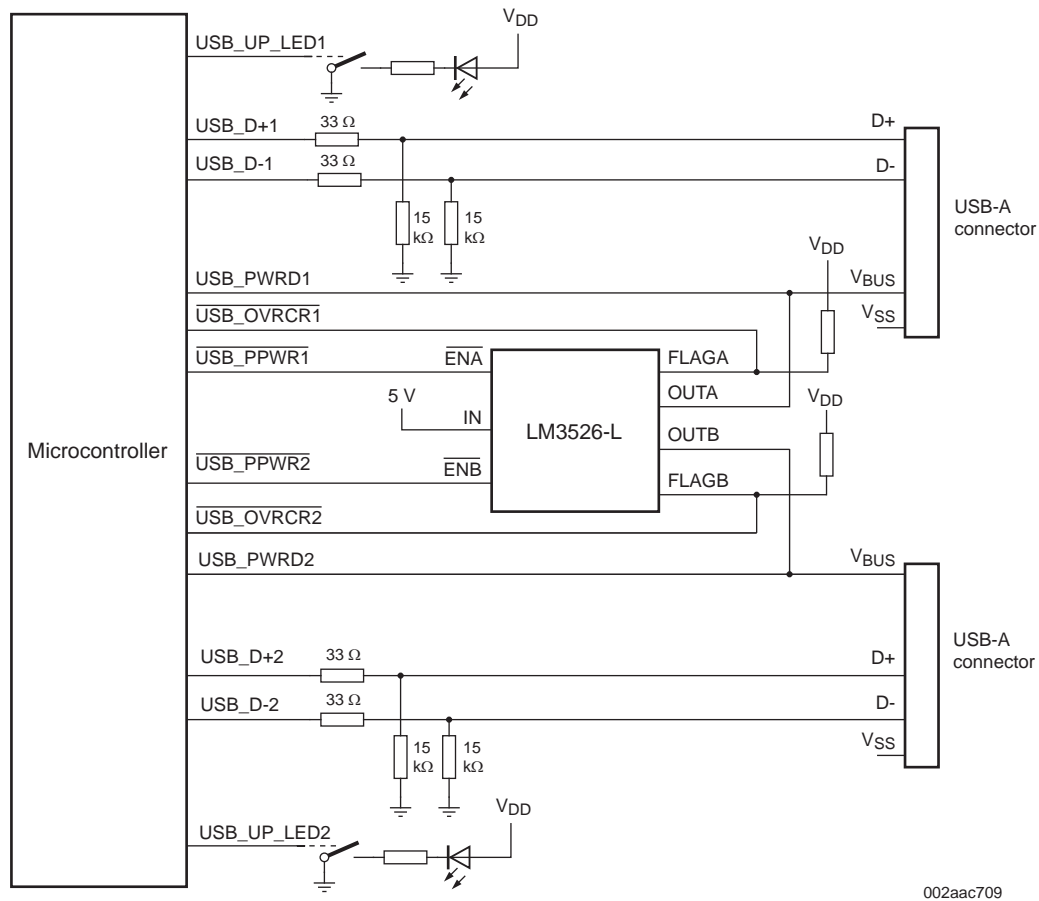 VDD
USB_UP_LED1
USB_D+1
33 Ω
D+
USB_D-1
33 Ω
D-
15 kΩ
15 kΩ
USB-A connector
VDD
USB_PWRD1
VBUS
USB_OVRCR1
VSS
USB_PPWR1
ENA
FLAGA
5 V
OUTA
VDD
IN
LM3526-L
OUTB
Microcontroller
USB_PPWR2
ENB
FLAGB
USB_OVRCR2
USB_PWRD2
VBUS
USB-A connector
USB_D+2
33 Ω
D+
USB_D-2
33 Ω
D-
VSS
15 kΩ
15 kΩ
VDD
USB_UP_LED2
002aac709